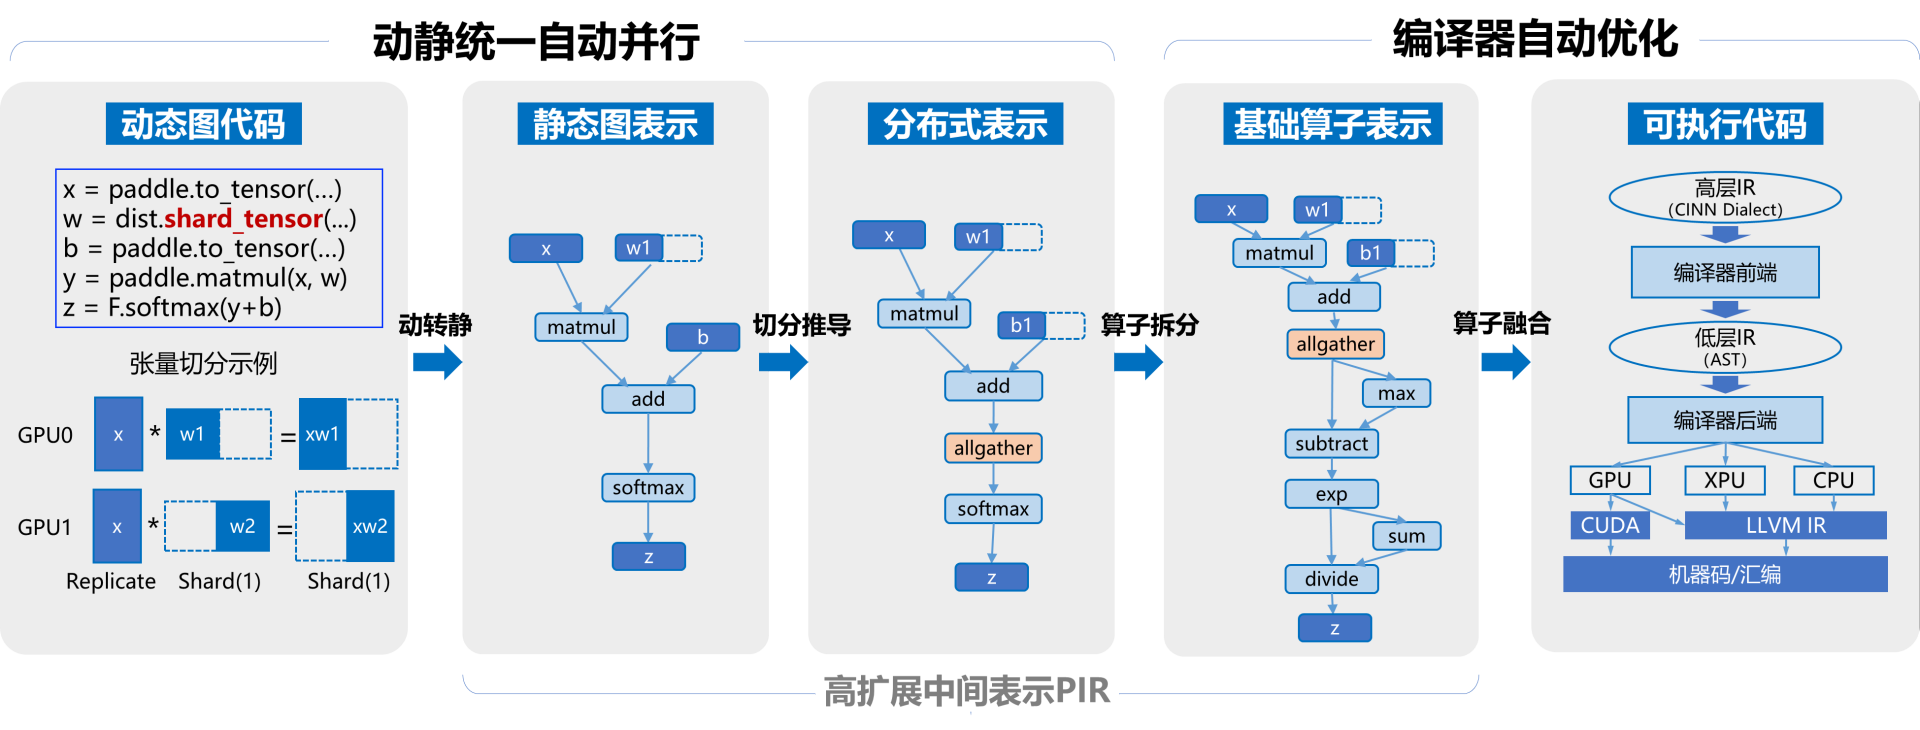 动静统一自动并行
编译器自动优化
动态图代码
x = paddle.to_tensor(...)
w = dist.shard_tensor(...)
b = paddle.to_tensor(...)
y = paddle.matmul(x, w)
z = F.softmax(y+b)
张量切分示例
GPU0
x
*
w1
=
xw1
GPU1
x
*
w2
=
xw2
Replicate
Shard(1)
Shard(1)
动转静
静态图表示
x
w1
matmul
b
add
softmax
z
切分推导
分布式表示
x
w1
matmul
b1
add
allgather
softmax
z
算子拆分
基础算子表示
x
w1
matmul
b1
add
allgather
max
subtract
exp
sum
divide
z
算子融合
可执行代码
高层IR
(CINN Dialect)
编译器前端
低层IR
(AST)
编译器后端
GPU
XPU
CPU
CUDA
LLVM IR
机器码/汇编
高扩展中间表示PIR